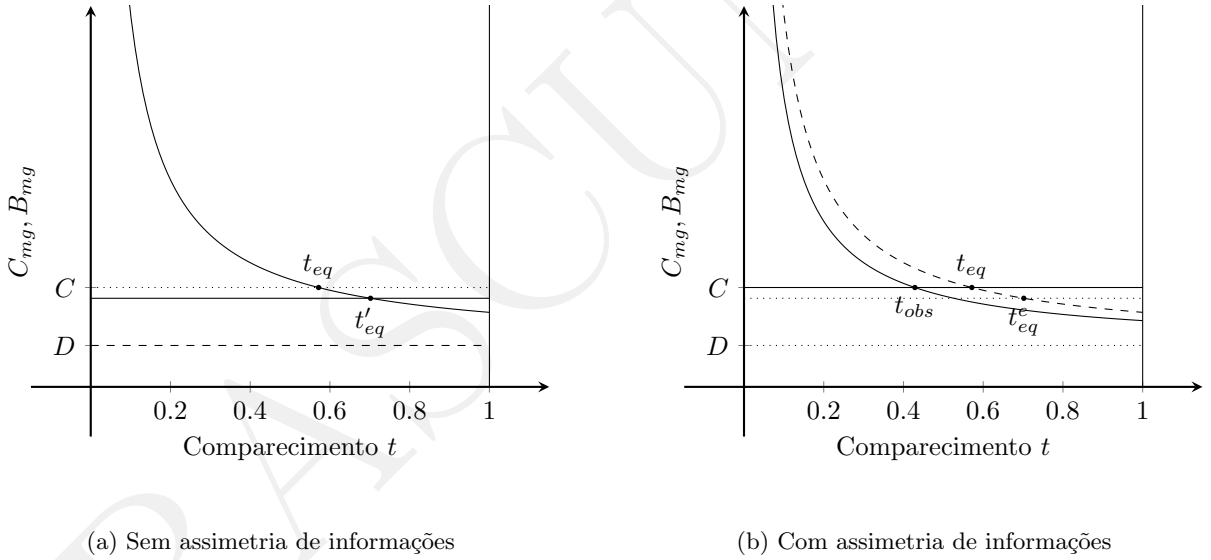 C_{mg}, B_{mg}
C
D
t_{eq}
t'_{eq}
0.2 0.4 0.6 0.8 1
Comparecimento t
(a) Sem assimetria de informações
C_{mg}, B_{mg}
C
D
t_{eq}
t_{obs}
t^{e}_{eq}
0.2 0.4 0.6 0.8 1
Comparecimento t
(b) Com assimetria de informações